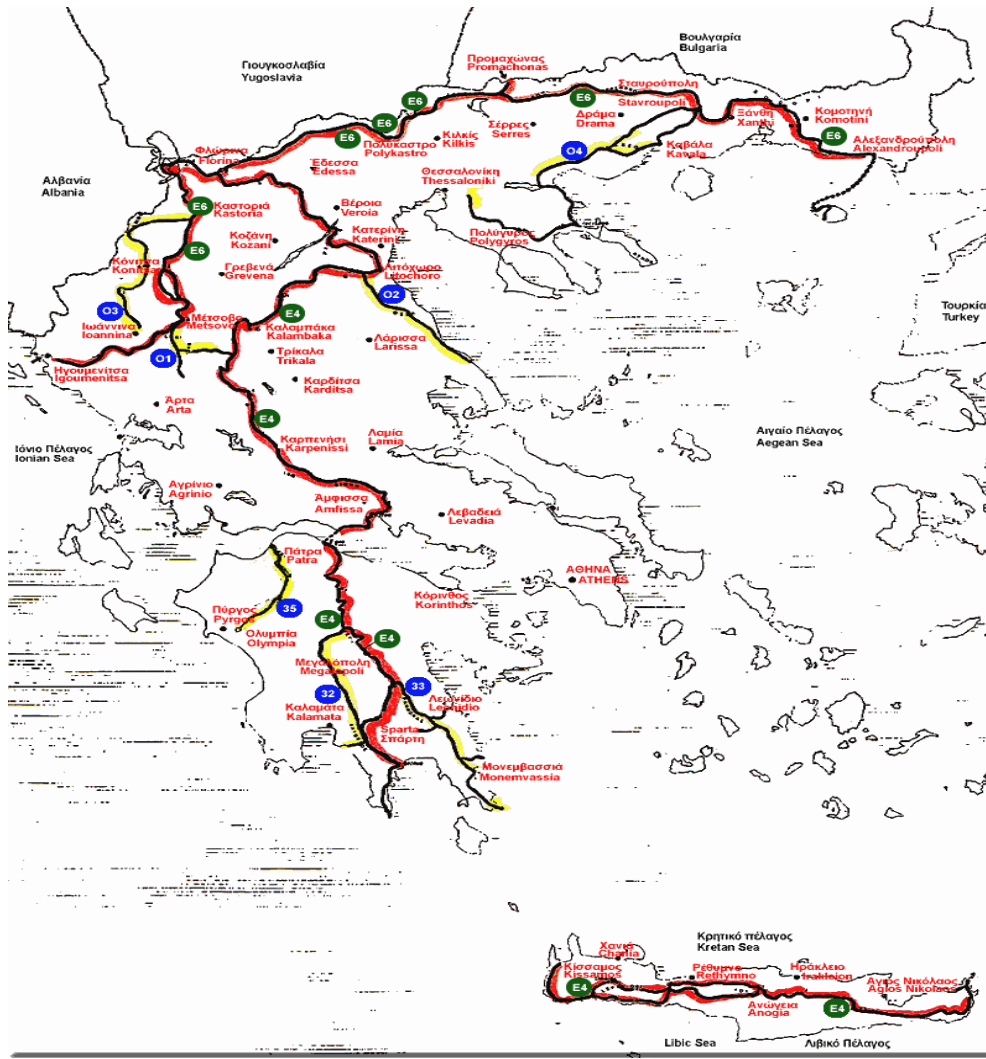 Βουλγαρία
Bulgaria
Γιουγκοσλαβία
Yugoslavia
Προμαχώνας
Promachonas
Σταυρούπολη
Stavroupoli
E6
E6
E6
E6
E6
Σέρρες
Serres
Δράμα
Drama
Ξάνθη
Xanthi
Κομοτηνή
Komotini
Αλεξανδρούπολη
Alexandroupoli
Κιλκίς
Kilkis
Πολύκαστρο
Polykastro
Φλώρινα
Florina
Έδεσσα
Edessa
Καβάλα
Kavala
O4
Θεσσαλονίκη
Thessaloniki
Αλβανία
Albania
E6
Καστοριά
Kastoria
Βέροια
Veroia
Πολύγυρος
Polygyros
Κοζάνη
Kozani
Κατερίνη
Katerini
E6
Κόνιτσα
Konitsa
Γρεβενά
Grevena
Λιτόχωρο
Litochoro
O2
O3
Τουρκία
Turkey
E4
Μέτσοβο
Metsovo
Ιωάννινα
Ioannina
Καλαμπάκα
Kalambaka
Λάρισσα
Larissa
O1
Τρίκαλα
Trikala
Ηγουμενίτσα
Igoumenitsa
Καρδίτσα
Karditsa
Άρτα
Arta
E4
Καρπενήσι
Karpenissi
Λαμία
Lamia
Αιγαίο Πέλαγος
Aegean Sea
Ιόνιο Πέλαγος
Ionian Sea
Αγρίνιο
Agrinio
Άμφισσα
Amfissa
Λεβαδειά
Levadia
Πάτρα
Patra
ΑΘΗΝΑ
ATHENS
Κόρινθος
Korinthos
35
Πύργος
Pyrgos
E4
Ολυμπία
Olympia
E4
Μεγαλόπολη
Megalopoli
32
33
Λεωνίδιο
Leonidio
Καλαμάτα
Kalamata
Sparta
Σπάρτη
Μονεμβασσιά
Monemvassia
Κρητικό πέλαγος
Kretan Sea
Χανιά
Chania
Κίσσαμος
Kissamos
Ρέθυμνο
Rethymno
Ηράκλειο
Irakleion
Αγιος Νικόλαος
Agios Nikolaos
E4
Ανώγεια
Anogia
E4
Libic Sea
Λιβικό Πέλαγος